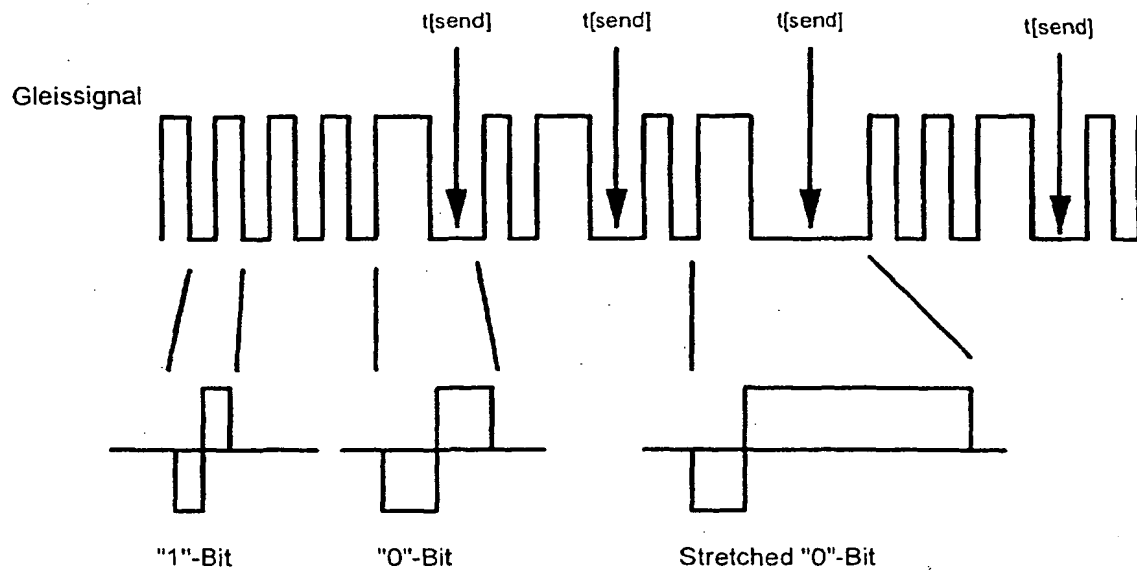 t[send] t[send] t[send] t[send]
Gleissignal
"1"-Bit "0"-Bit Stretched "0"-Bit